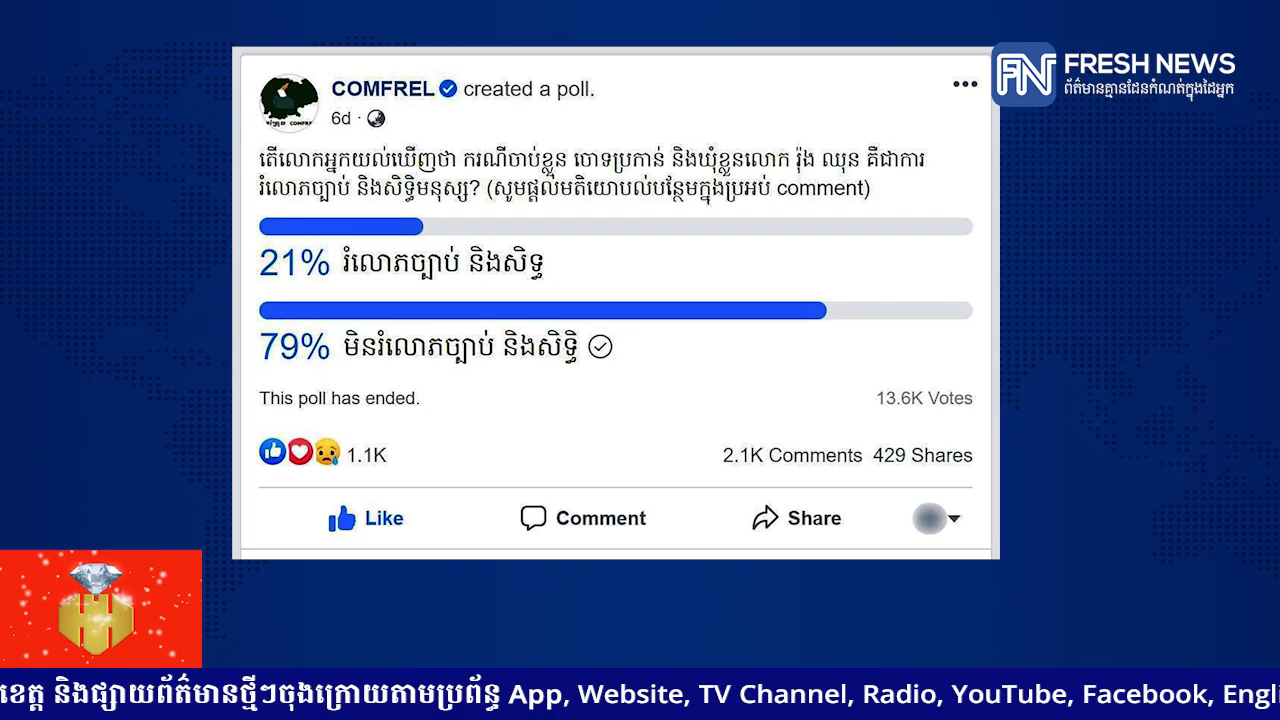 COMFREL created a poll.
6d ·
FN FRESH NEWS
ព័ត៌មានគ្មានដែនកំណត់ក្នុងដៃអ្នក
តើលោកអ្នកយល់ឃើញថា ករណីចាប់ខ្លួន ចោទប្រកាន់ និងឃុំខ្លួនលោក រ៉ុង ឈុន គឺជាការ
រំលោភច្បាប់ និងសិទ្ធិមនុស្ស? (សូមផ្តល់មតិយោបល់បន្ថែមក្នុងប្រអប់ comment)
21% រំលោភច្បាប់ និងសិទ្ធ
79% មិនរំលោភច្បាប់ និងសិទ្ធិ
This poll has ended. 13.6K Votes
1.1K 2.1K Comments 429 Shares
Like Comment Share
ខេត្ត និងផ្សាយព័ត៌មានថ្មីៗចុងក្រោយតាមប្រព័ន្ធ App, Website, TV Channel, Radio, YouTube, Facebook, Engli